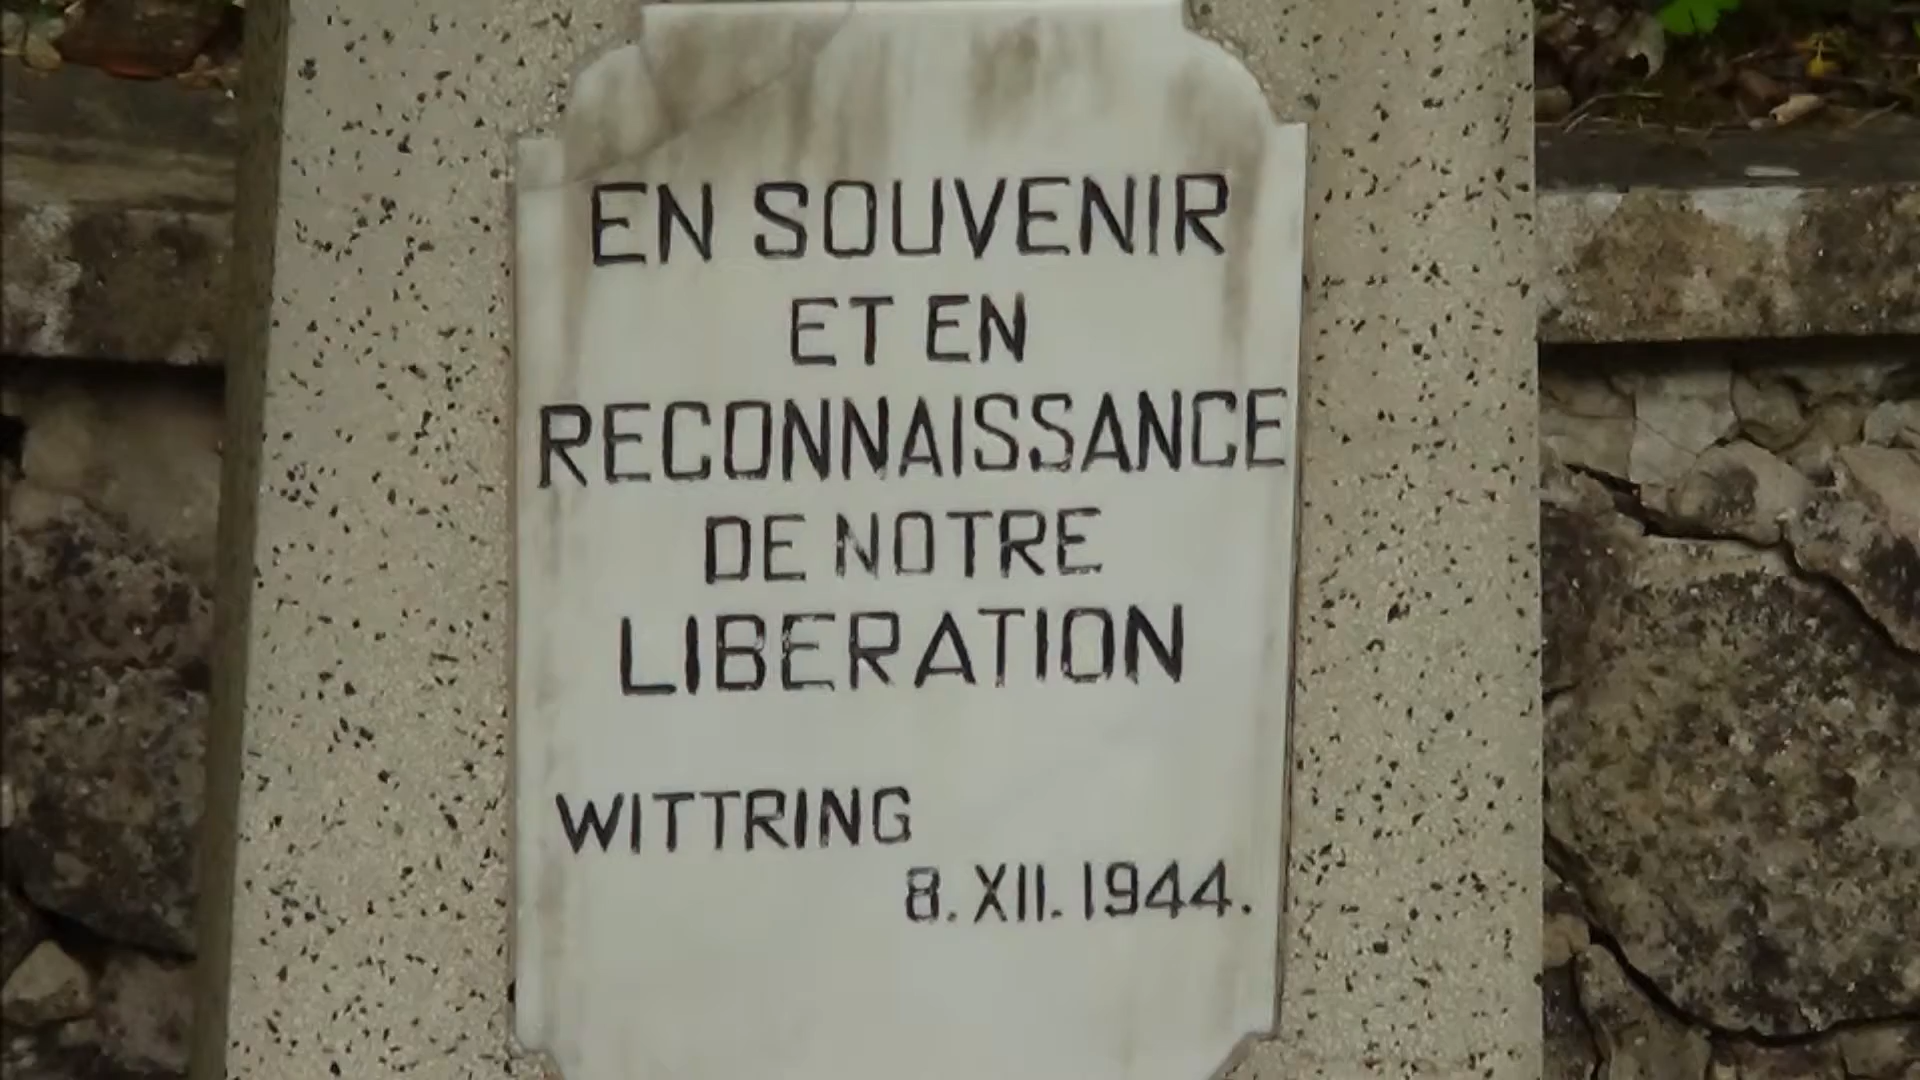 EN SOUVENIR
ET EN
RECONNAISSANCE
DE NOTRE
LIBERATION
WITTRING
8. XII. 1944.